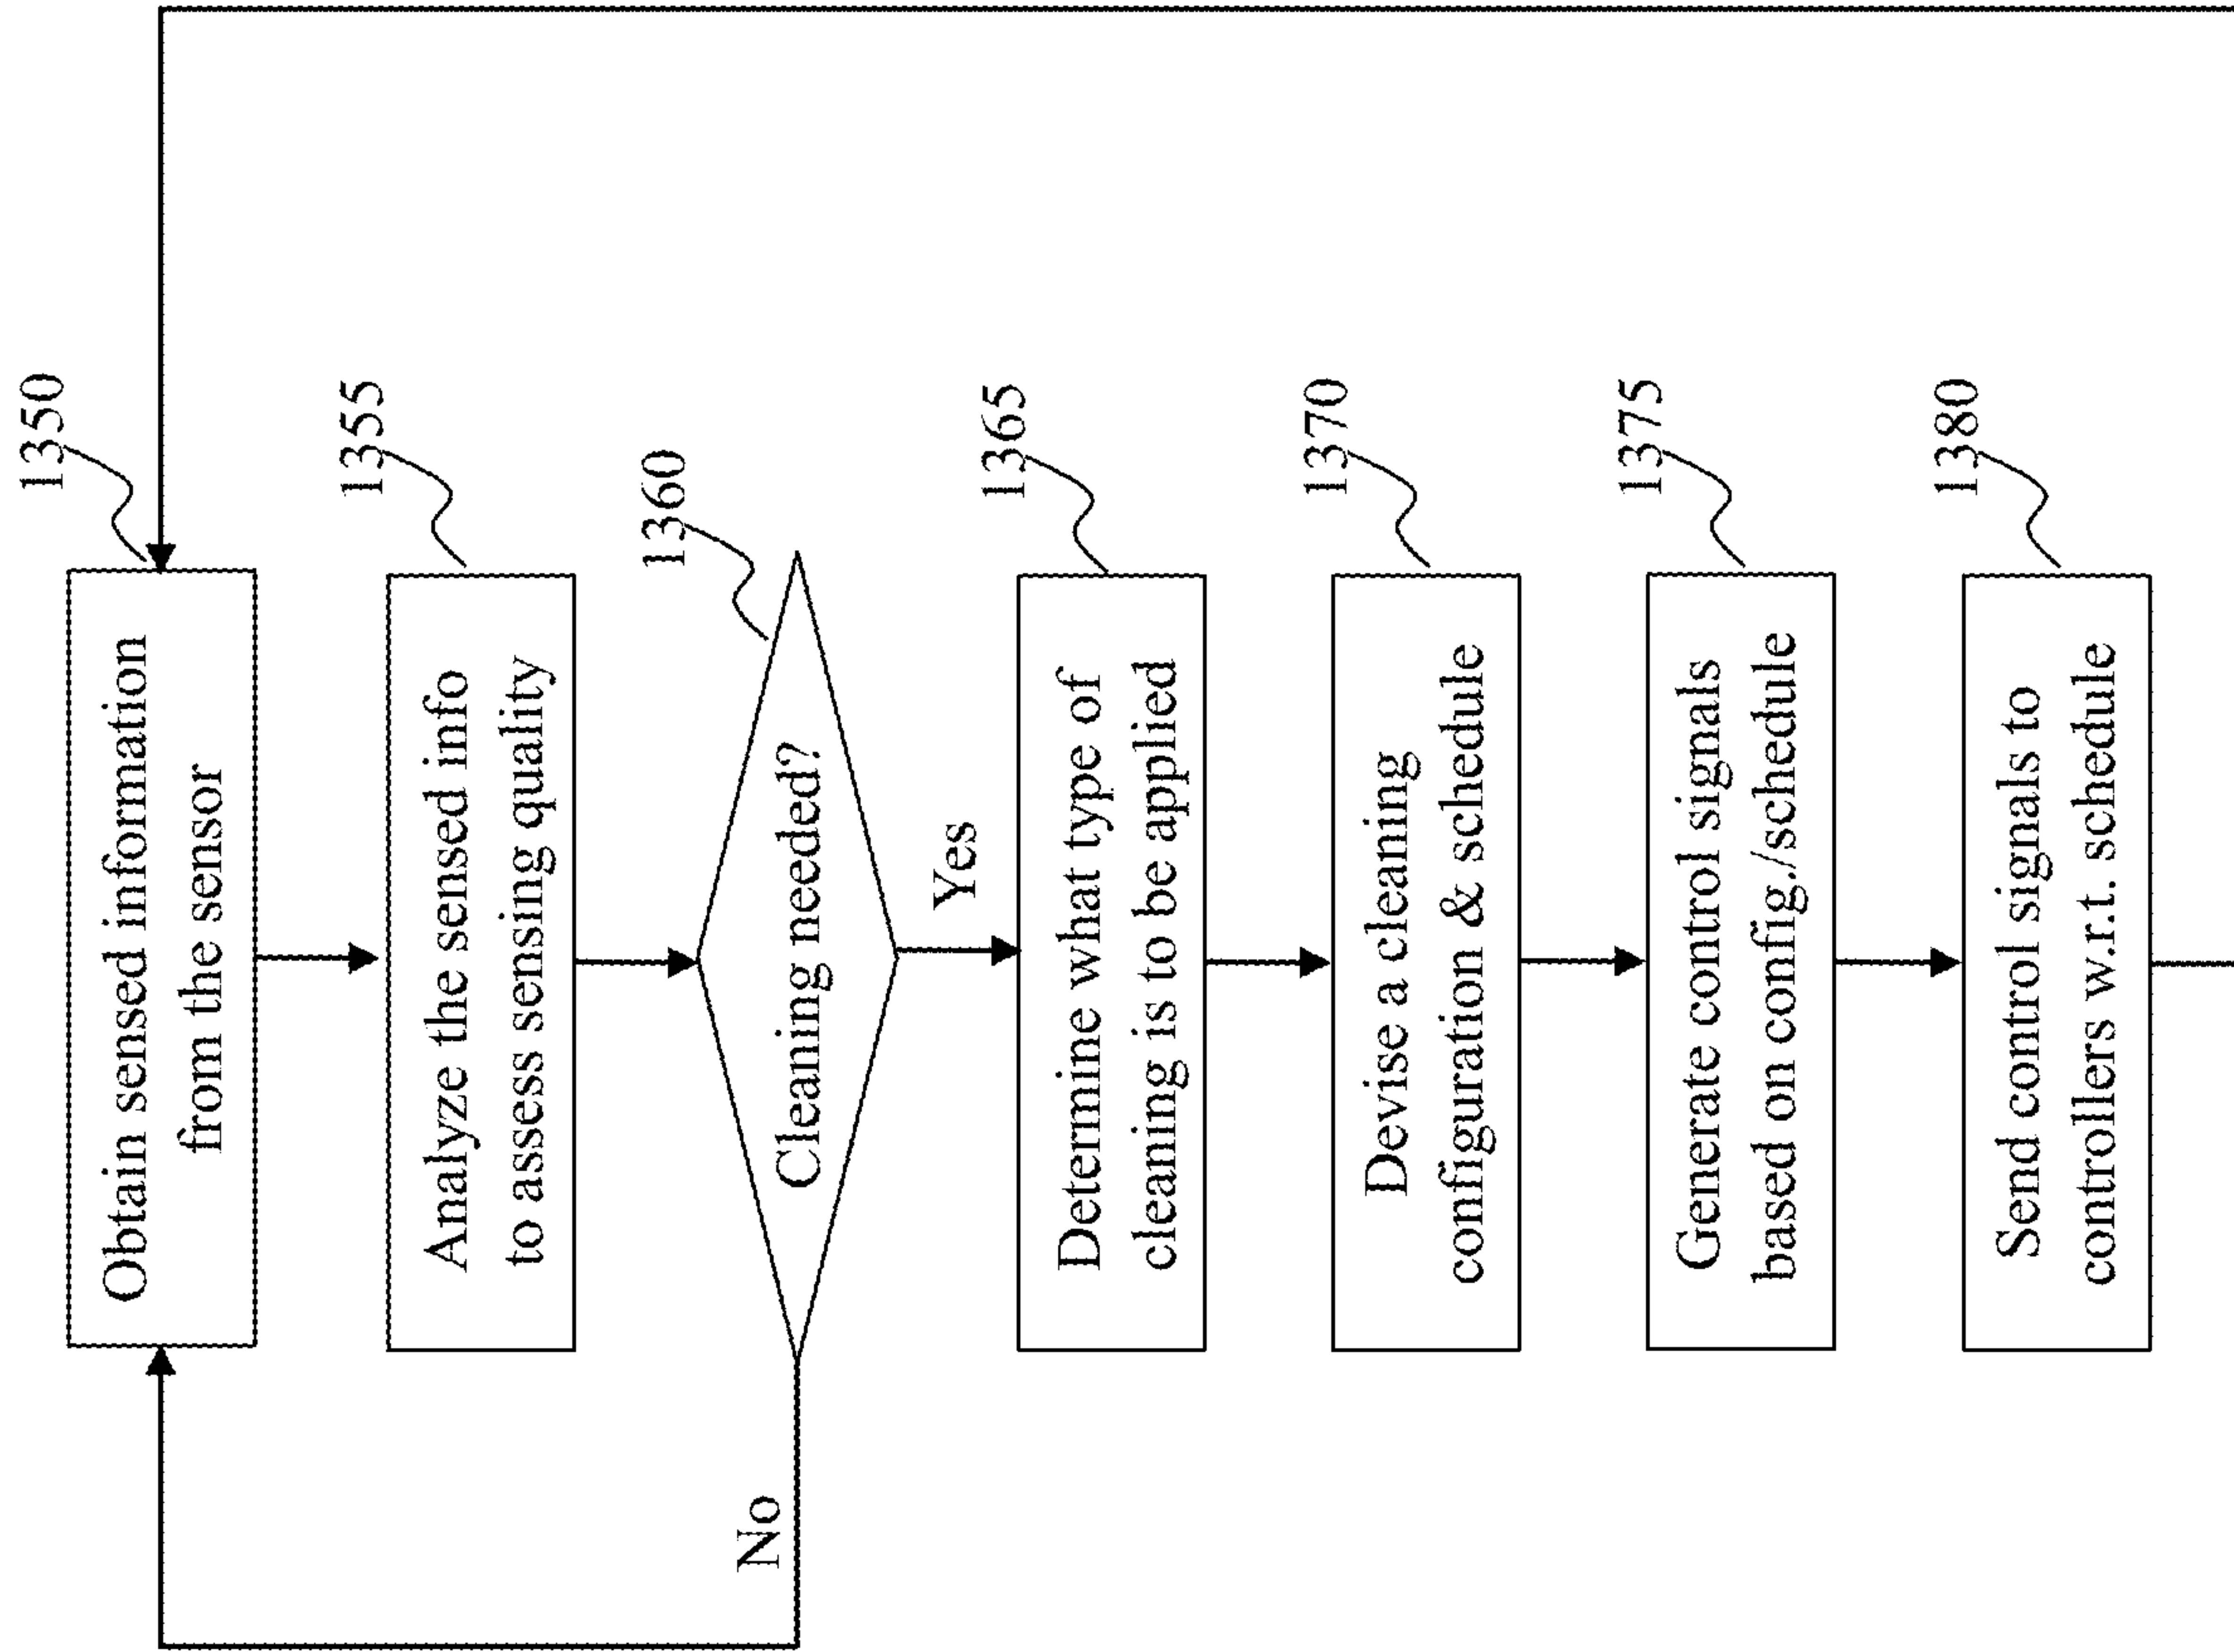 1350
Obtain sensed information
from the sensor
1355
Analyze the sensed info
to assess sensing quality
1360
Cleaning needed?
No
Yes
1365
Determine what type of
cleaning is to be applied
1370
Devise a cleaning
configuration & schedule
1375
Generate control signals
based on config./schedule
1380
Send control signals to
controllers w.r.t. schedule